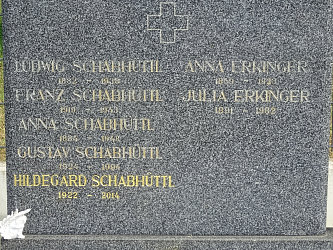 LUDWIG SCHABHÜTTL
FRANZ SCHABHÜTTL
ANNA SCHABHÜTTL
GUSTAV SCHABHÜTTL
HILDEGARD SCHABHÜTTL
1922 - 2014
ANNA ERKINGER
JULIA ERKINGER